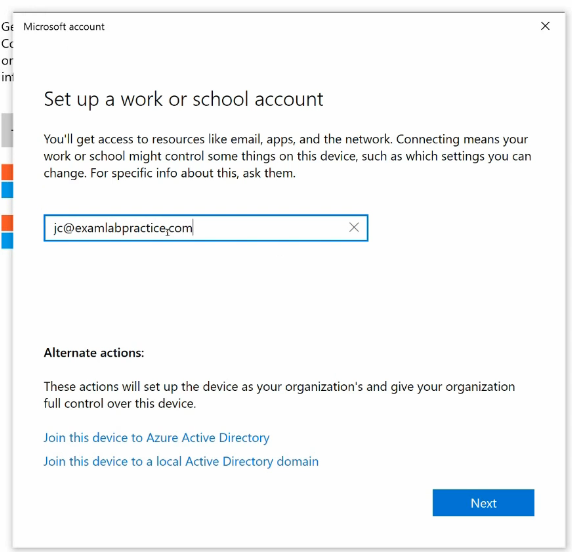 Microsoft account
Set up a work or school account
You'll get access to resources like email, apps, and the network. Connecting means your
work or school might control some things on this device, such as which settings you can
change. For specific info about this, ask them.
jc@examlabpractice.com
Alternate actions:
These actions will set up the device as your organization's and give your organization
full control over this device.
Join this device to Azure Active Directory
Join this device to a local Active Directory domain
Next